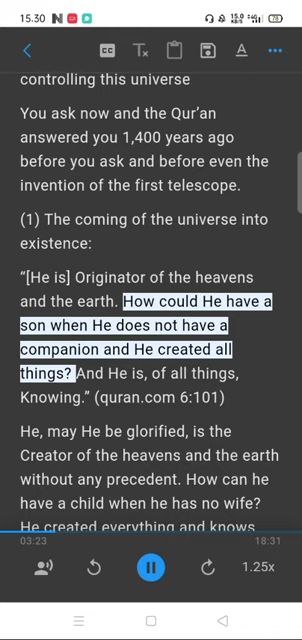 15.30
15.0
KB/s
78
CC
A
controlling this universe
You ask now and the Qur’an
answered you 1,400 years ago
before you ask and before even the
invention of the first telescope.
(1) The coming of the universe into
existence:
“[He is] Originator of the heavens
and the earth. How could He have a
son when He does not have a
companion and He created all
things? And He is, of all things,
Knowing.” (quran.com 6:101)
He, may He be glorified, is the
Creator of the heavens and the earth
without any precedent. How can he
have a child when he has no wife?
He created everything and knows
03:23
18:31
1.25x